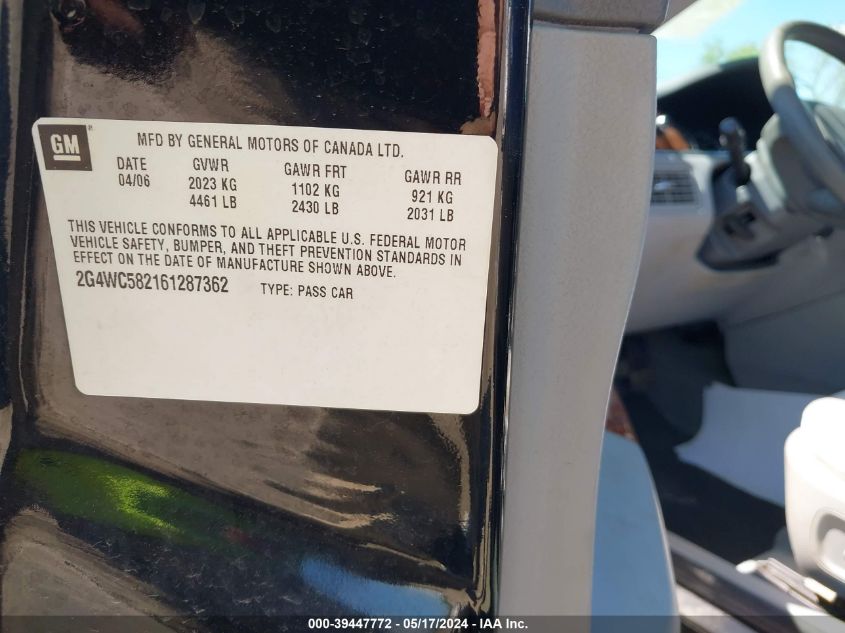 GM
MFD BY GENERAL MOTORS OF CANADA LTD.
DATE GVWR GAWR FRT GAWR RR
04/06 2023 KG 1102 KG 921 KG
4461 LB 2430 LB 2031 LB
THIS VEHICLE CONFORMS TO ALL APPLICABLE U.S. FEDERAL MOTOR
VEHICLE SAFETY, BUMPER, AND THEFT PREVENTION STANDARDS IN
EFFECT ON THE DATE OF MANUFACTURE SHOWN ABOVE.
2G4WC582161287362 TYPE: PASS CAR
000-39447772 - 05/17/2024 - IAA Inc.